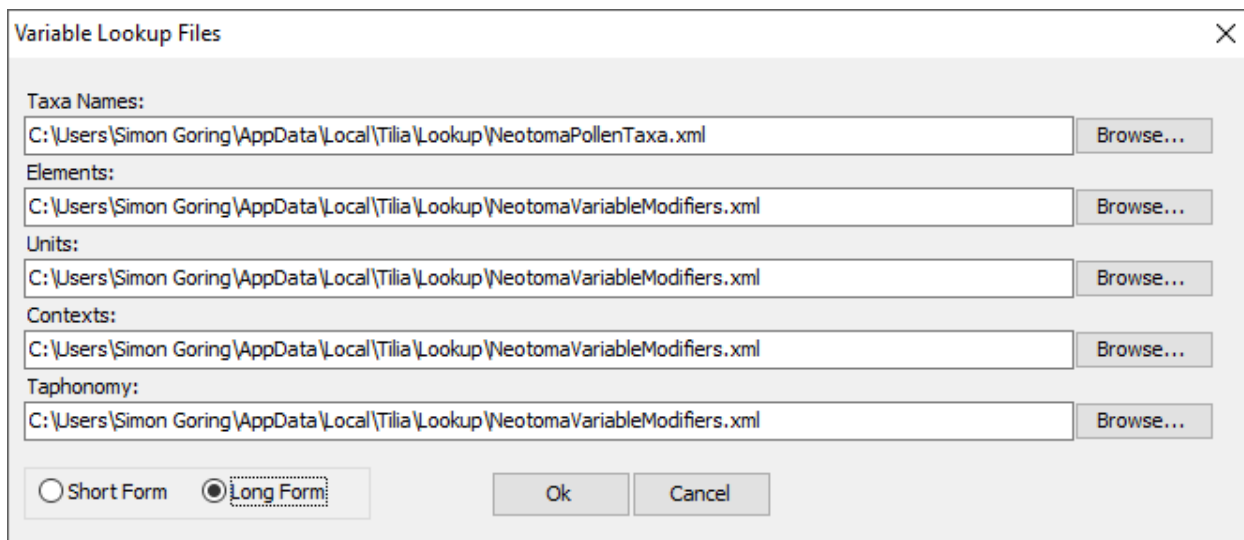 Variable Lookup Files
Taxa Names:
C:\Users\Simon Goring\AppData\Local\Tilia\Lookup\NeotomaPollenTaxa.xml Browse...
Elements:
C:\Users\Simon Goring\AppData\Local\Tilia\Lookup\NeotomaVariableModifiers.xml Browse...
Units:
C:\Users\Simon Goring\AppData\Local\Tilia\Lookup\NeotomaVariableModifiers.xml Browse...
Contexts:
C:\Users\Simon Goring\AppData\Local\Tilia\Lookup\NeotomaVariableModifiers.xml Browse...
Taphonomy:
C:\Users\Simon Goring\AppData\Local\Tilia\Lookup\NeotomaVariableModifiers.xml Browse...
Short Form Long Form Ok Cancel